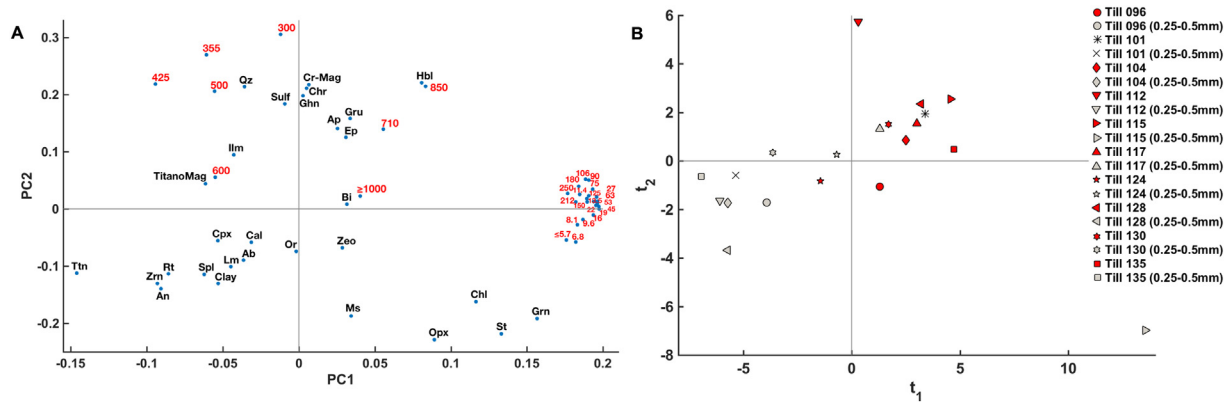 A
0.3
0.2
0.1
0
-0.1
-0.2
PC2
300
355
425
500
Qz
Cr-Mag
Chr
Sulf
Ghn
Hbl
850
Gru
Ap
Ep
710
Ilm
TitanoMag
600
≥1000
Bi
106
90
180
75
250
11.4
125
27
63
212
53
150
45
22
19
16
8.1
9.6
≤5.7
6.8
Cpx
Cal
Or
Zeo
Ttn
Rt
Spl
Lm
Ab
Zrn
Clay
An
Ms
Chl
Grn
Opx
St
-0.15
-0.1
-0.05
0
0.05
0.1
0.15
0.2
PC1
B
6
4
2
0
-2
-4
-6
-8
t2
-5
0
5
10
t1
Till 096
Till 096 (0.25-0.5mm)
Till 101
Till 101 (0.25-0.5mm)
Till 104
Till 104 (0.25-0.5mm)
Till 112
Till 112 (0.25-0.5mm)
Till 115
Till 115 (0.25-0.5mm)
Till 117
Till 117 (0.25-0.5mm)
Till 124
Till 124 (0.25-0.5mm)
Till 128
Till 128 (0.25-0.5mm)
Till 130
Till 130 (0.25-0.5mm)
Till 135
Till 135 (0.25-0.5mm)